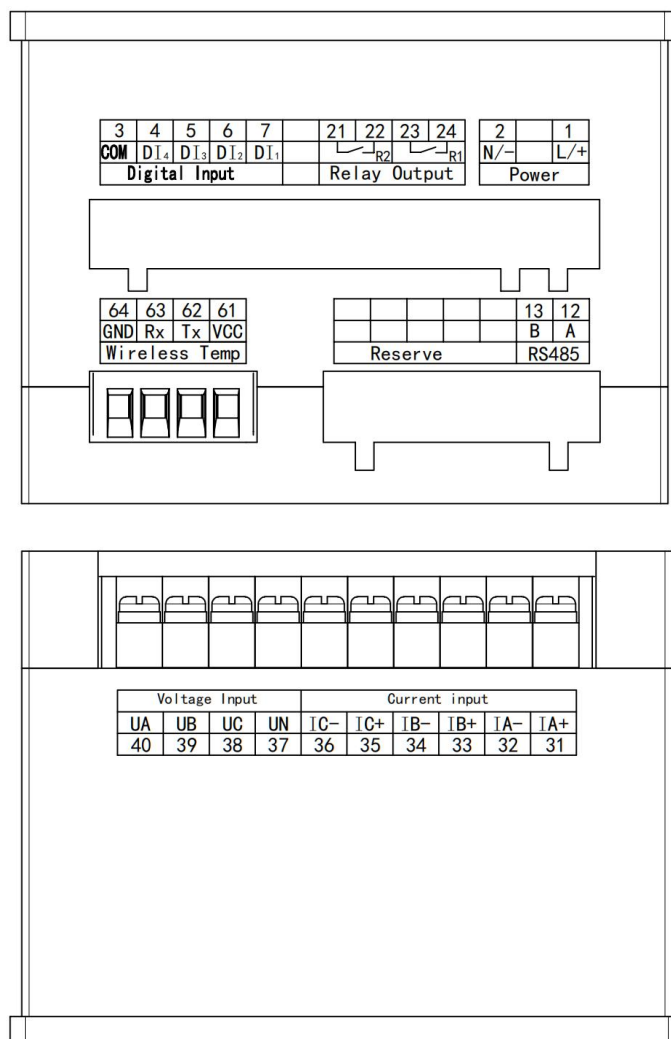 3 4 5 6 7 21 22 23 24 2 1
COM DI₄ DI₃ DI₂ DI₁ R2 R1 N/- L/+
Digital Input Relay Output Power
64 63 62 61 13 12
GND Rx Tx VCC B A
Wireless Temp Reserve RS485
Voltage Input Current input
UA UB UC UN IC- IC+ IB- IB+ IA- IA+
40 39 38 37 36 35 34 33 32 31